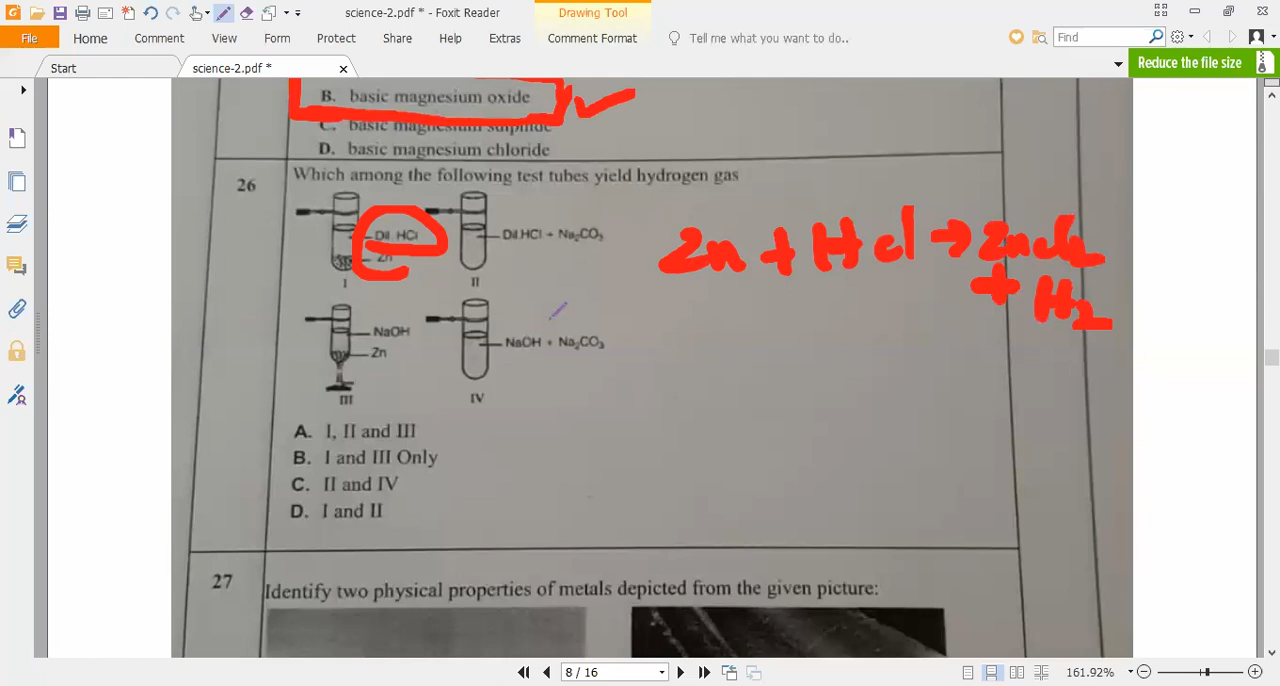 science-2.pdf * - Foxit Reader
Drawing Tool
File Home Comment View Form Protect Share Help Extras Comment Format Tell me what you want to do.. Find
Start science-2.pdf * Reduce the file size
B. basic magnesium oxide
C. basic magnesium sulphide
D. basic magnesium chloride
26 Which among the following test tubes yield hydrogen gas
Dil. HCl
Zn
I
Dil.HCl + Na₂CO₃
II
NaOH
Zn
III
NaOH + Na₂CO₃
IV
Zn + HCl → ZnCl2
+ H2
A. I, II and III
B. I and III Only
C. II and IV
D. I and II
27 Identify two physical properties of metals depicted from the given picture:
8 / 16 161.92%